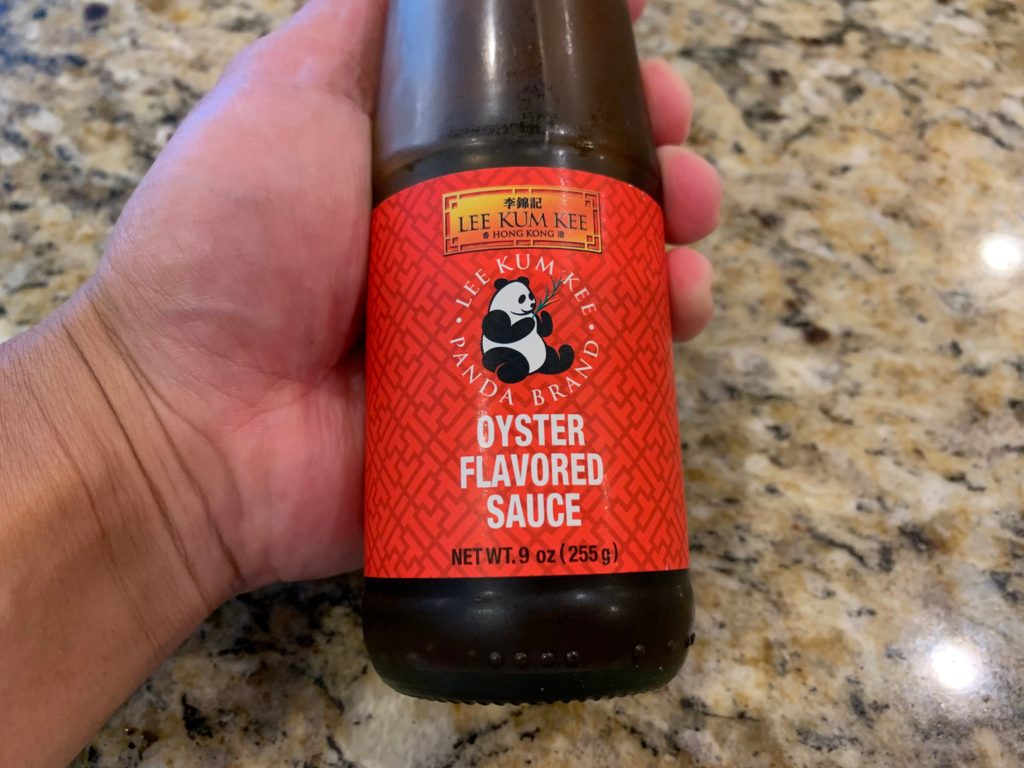 李錦記
LEE KUM KEE
香 HONG KONG 港
LEE KUM KEE
• PANDA BRAND •
OYSTER
FLAVORED
SAUCE
NET WT. 9 oz (255 g)